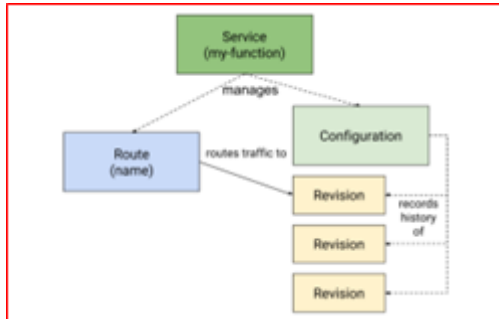 Service
(my-function)
manages
Configuration
Route
(name)
routes traffic to
Revision
records
history
of
Revision
Revision